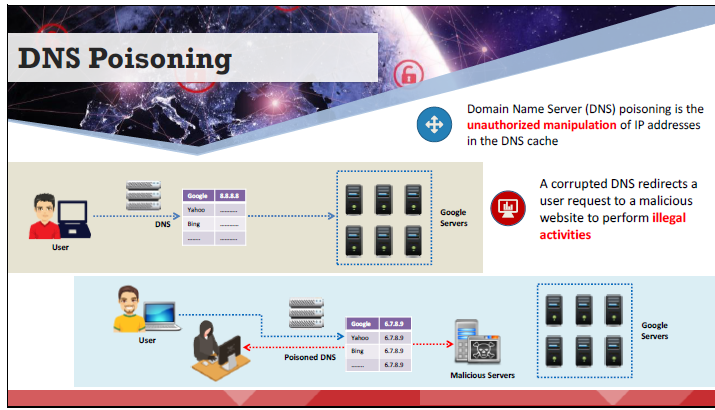 DNS Poisoning
Domain Name Server (DNS) poisoning is the
unauthorized manipulation of IP addresses
in the DNS cache
A corrupted DNS redirects a
user request to a malicious
website to perform illegal
activities
User
DNS
Google 8.8.8.8
Yahoo ...........
Bing ...........
....... ...........
Google
Servers
User
Poisoned DNS
Google 6.7.8.9
Yahoo 6.7.8.9
Bing 6.7.8.9
........ 6.7.8.9
Malicious Servers
Google
Servers